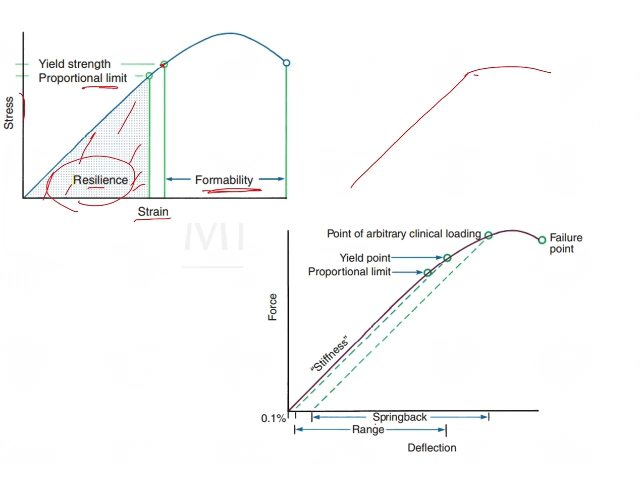 Yield strength
Proportional limit
Stress
Resilience
Formability
Strain
Point of arbitrary clinical loading
Failure
point
Yield point
Proportional limit
Force
"Stiffness"
0.1%
Springback
Range
Deflection